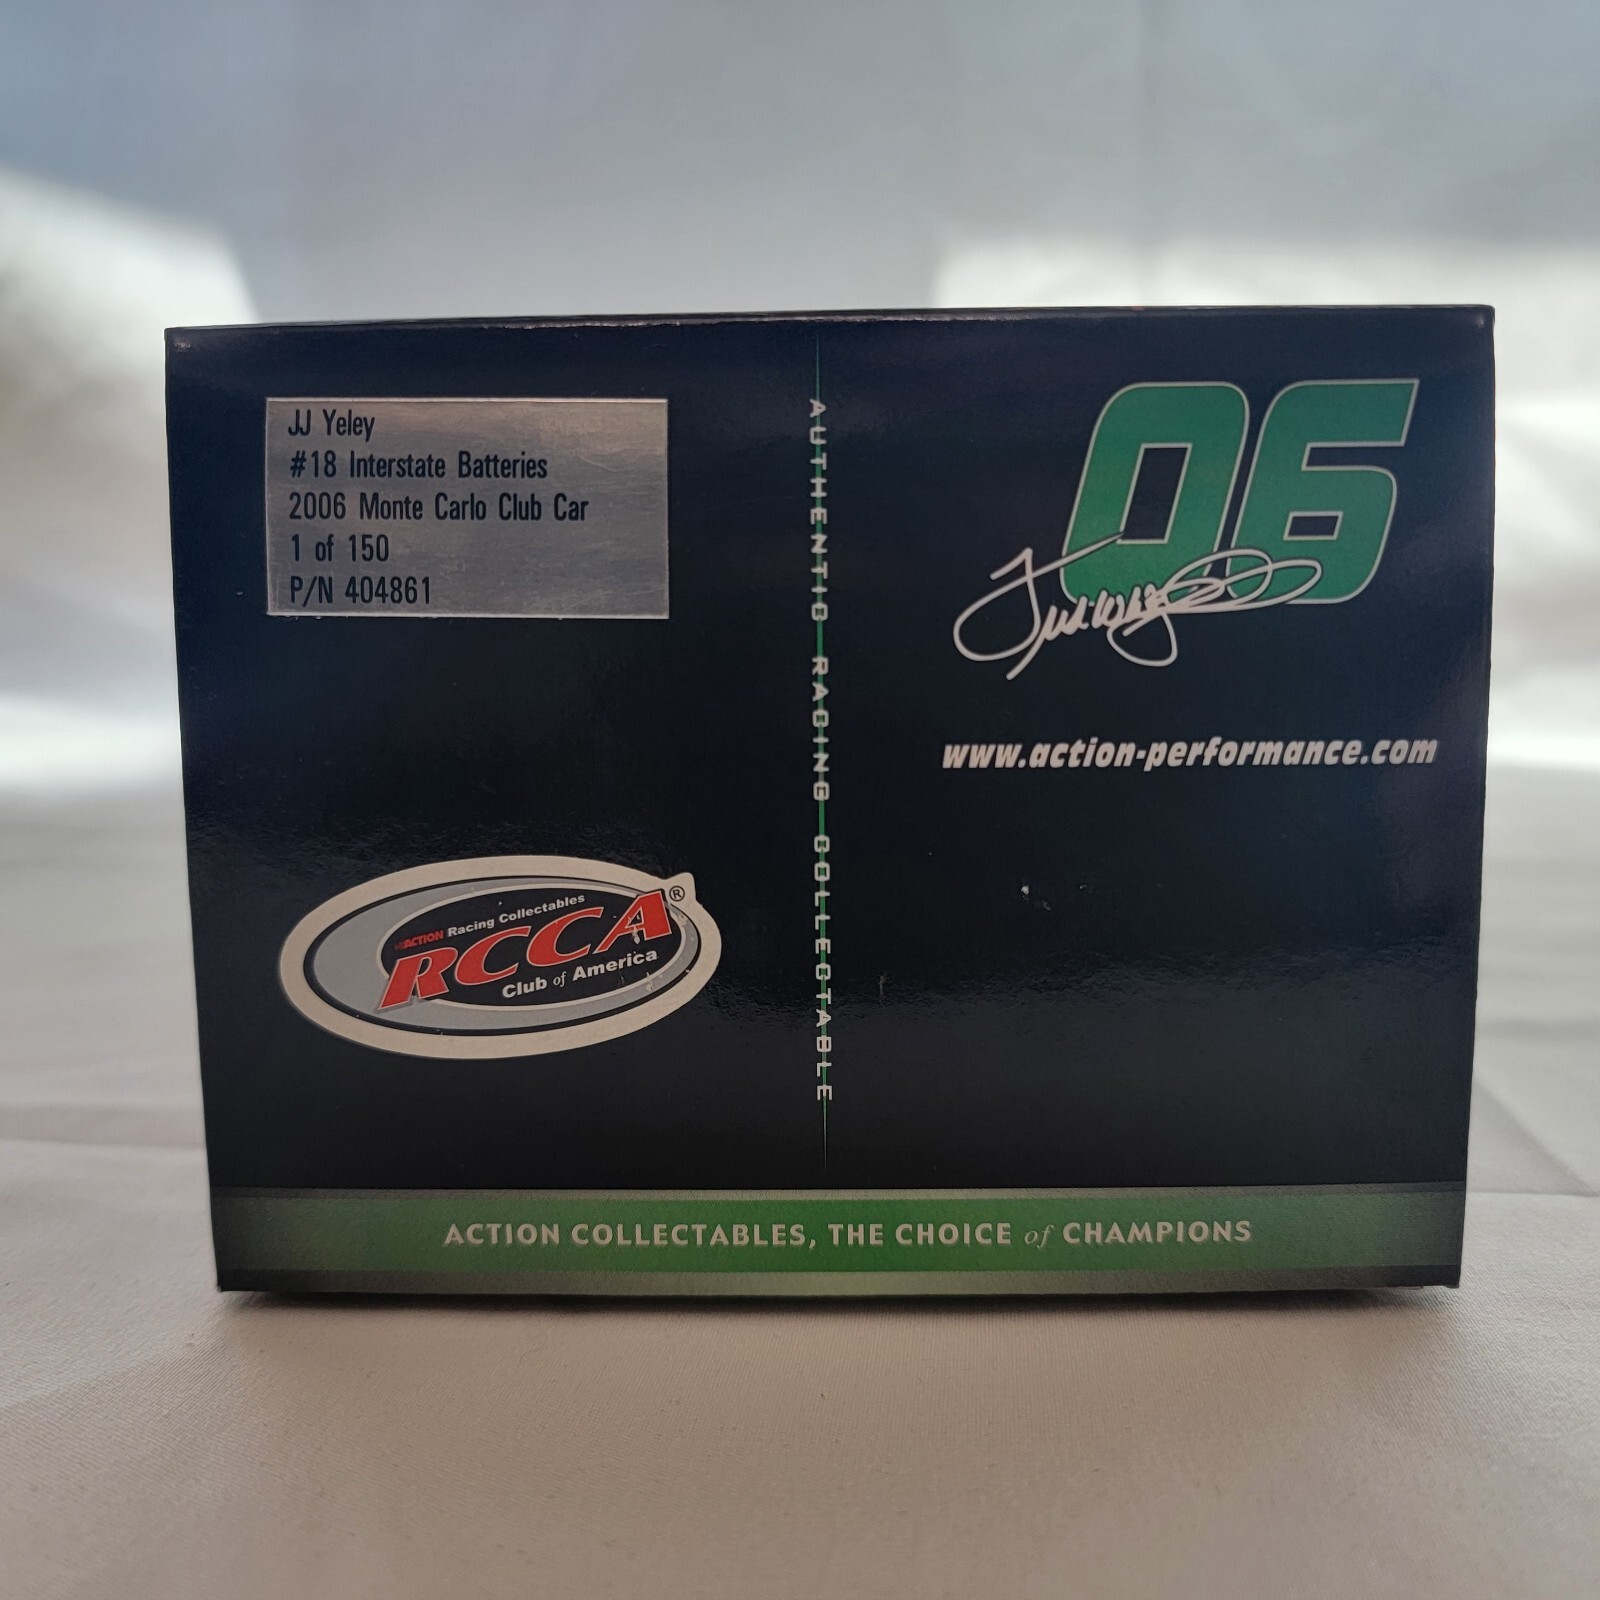 JJ Yeley
#18 Interstate Batteries
2006 Monte Carlo Club Car
1 of 150
P/N 404861
AUTHENTIC RACING COLLECTABLE
06
www.action-performance.com
ACTION Racing Collectables
RCCA®
Club of America
ACTION COLLECTABLES, THE CHOICE of CHAMPIONS